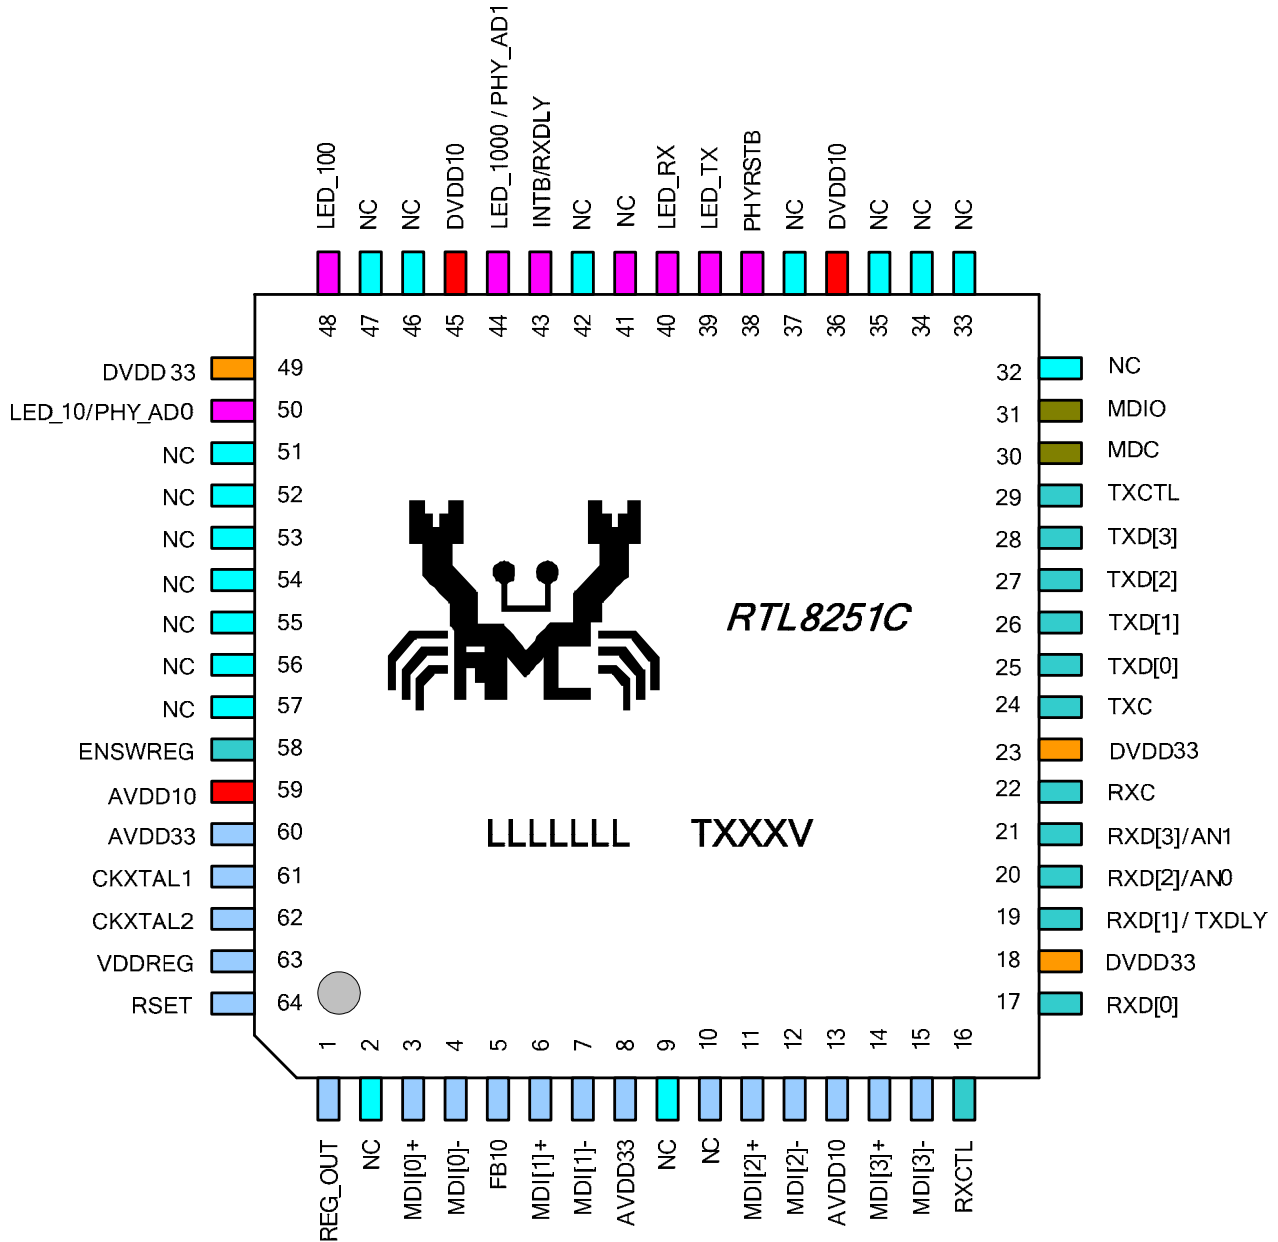 LED_100
NC
NC
DVDD10
LED_1000 / PHY_AD1
INTB/RXDLY
NC
NC
LED_RX
LED_TX
PHYRSTB
NC
DVDD10
NC
NC
NC
48
47
46
45
44
43
42
41
40
39
38
37
36
35
34
33
DVDD33 49
LED_10/PHY_AD0 50
NC 51
NC 52
NC 53
NC 54
NC 55
NC 56
NC 57
ENSWREG 58
AVDD10 59
AVDD33 60
CKXTAL1 61
CKXTAL2 62
VDDREG 63
RSET 64
RTL8251C
LLLLLLL TXXXV
32 NC
31 MDIO
30 MDC
29 TXCTL
28 TXD[3]
27 TXD[2]
26 TXD[1]
25 TXD[0]
24 TXC
23 DVDD33
22 RXC
21 RXD[3]/AN1
20 RXD[2]/AN0
19 RXD[1]/TXDLY
18 DVDD33
17 RXD[0]
1
2
3
4
5
6
7
8
9
10
11
12
13
14
15
16
REG_OUT
NC
MDI[0]+
MDI[0]-
FB10
MDI[1]+
MDI[1]-
AVDD33
NC
NC
MDI[2]+
MDI[2]-
AVDD10
MDI[3]+
MDI[3]-
RXCTL